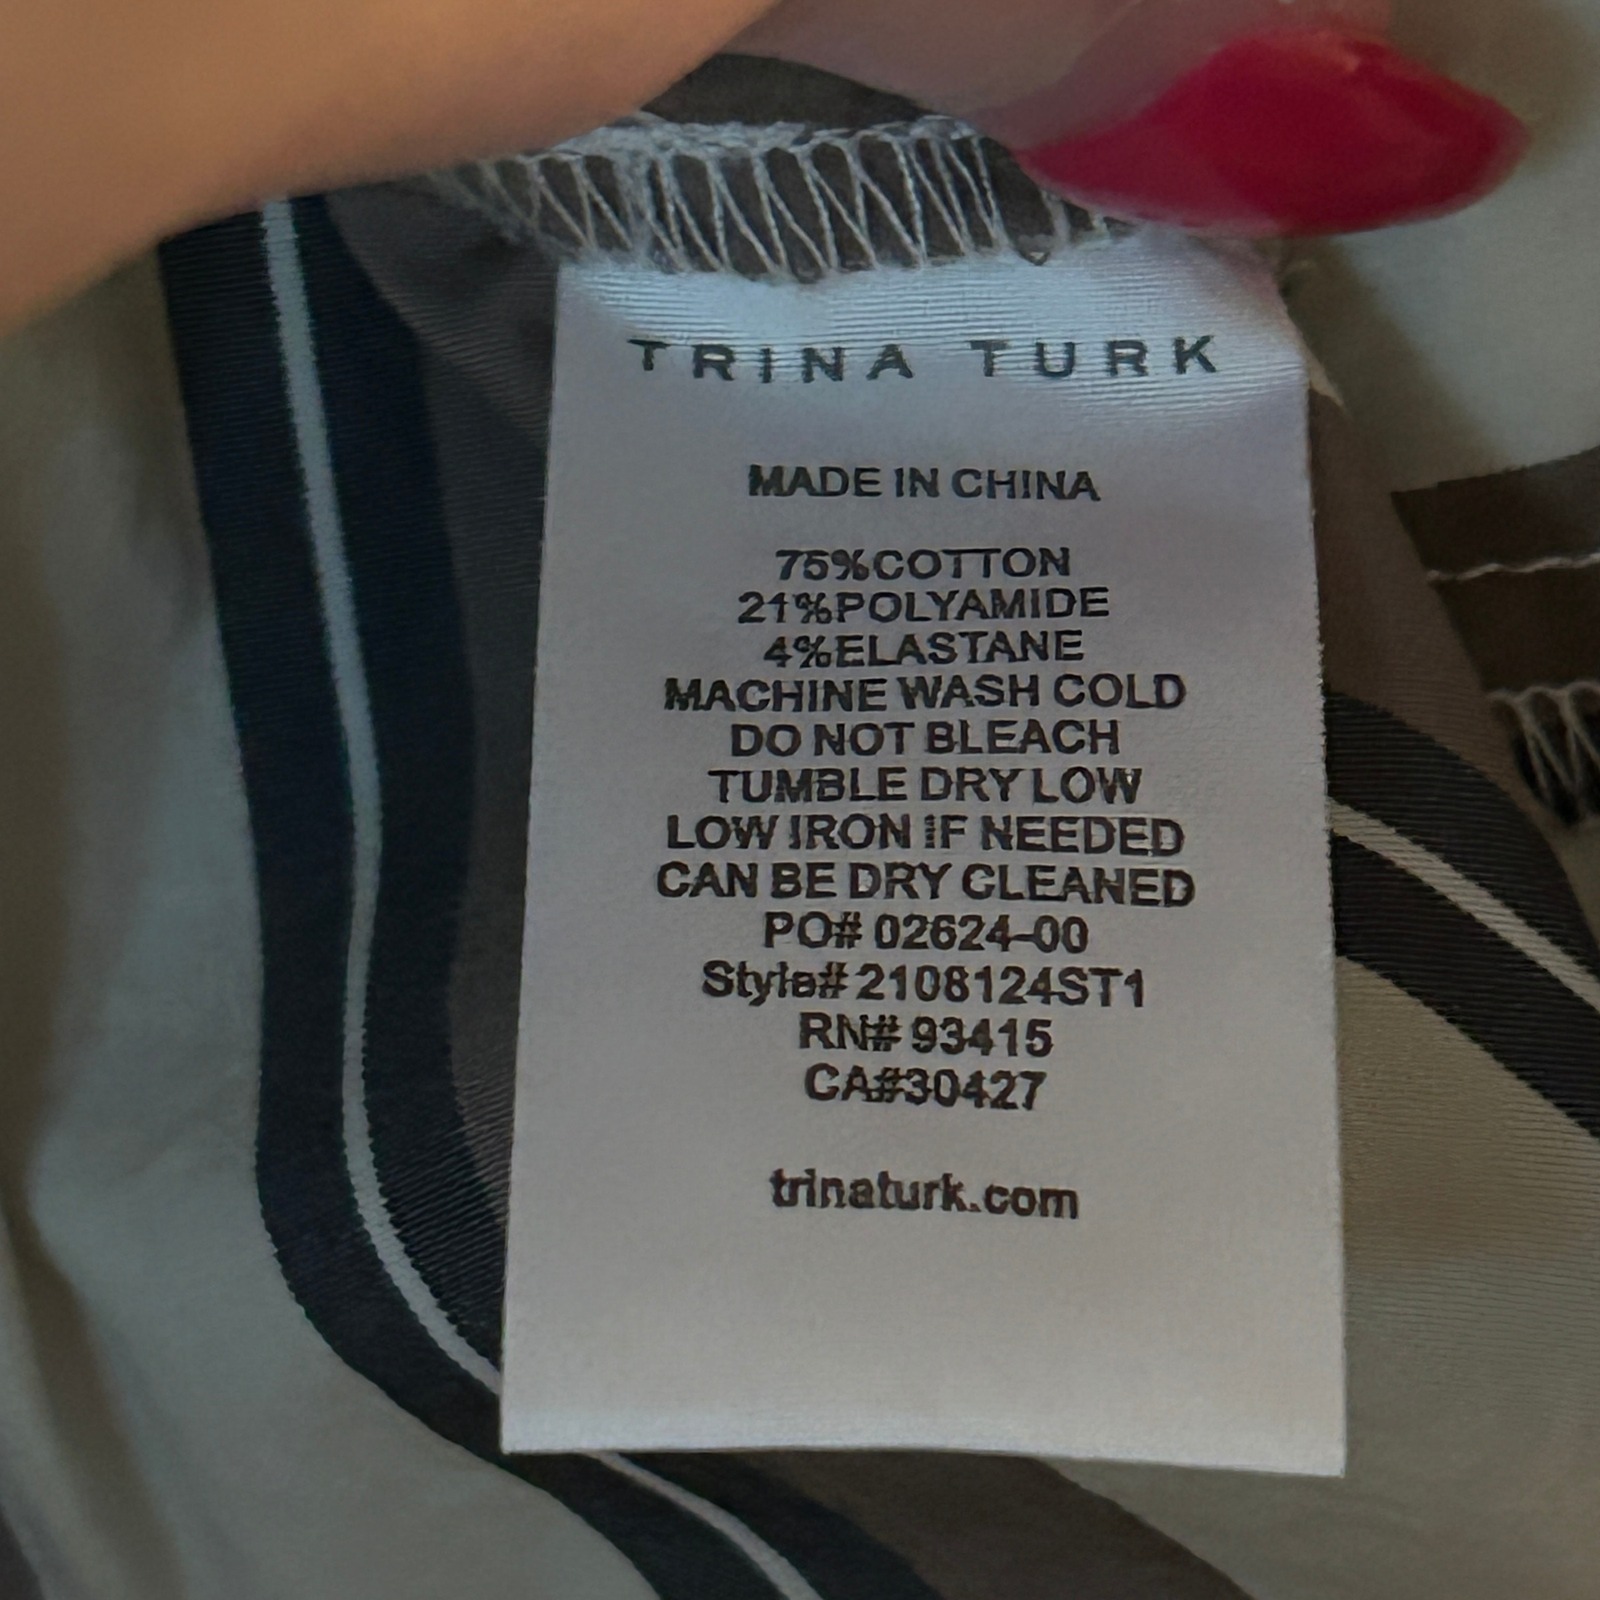 TRINA TURK
MADE IN CHINA
75%COTTON
21%POLYAMIDE
4%ELASTANE
MACHINE WASH COLD
DO NOT BLEACH
TUMBLE DRY LOW
LOW IRON IF NEEDED
CAN BE DRY CLEANED
PO# 02624-00
Style# 2108124ST1
RN# 93415
CA#30427
trinaturk.com